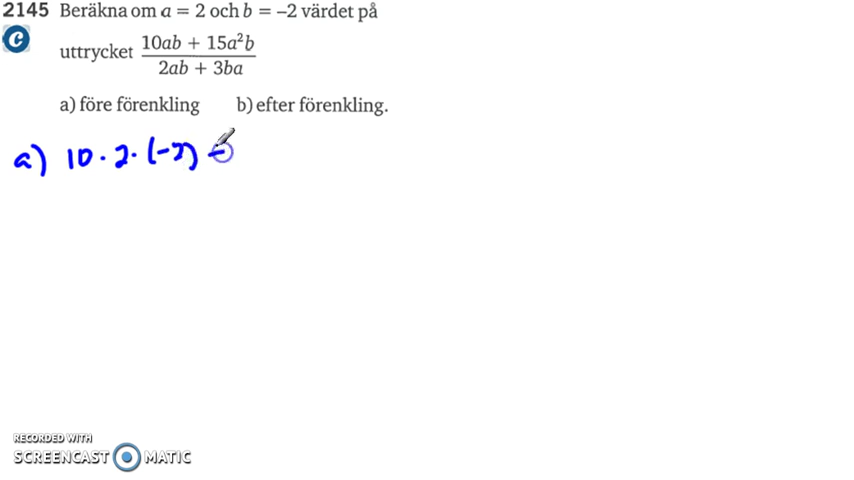 2145 Beräkna om a = 2 och b = –2 värdet på
C
uttrycket (10ab + 15a²b)/(2ab + 3ba)
a) före förenkling b) efter förenkling.
a) 10 · 2 · (-2)
RECORDED WITH
SCREENCAST MATIC